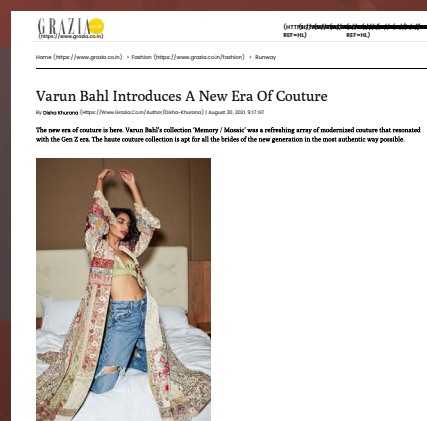 GRAZIA
(https://www.grazia.co.in)
REF=HL) REF=HL)
Home (https://www.grazia.co.in) > Fashion (https://www.grazia.co.in/fashion) > Runway
Varun Bahl Introduces A New Era Of Couture
By Disha Khurana (Https://Www.Grazia.Co.In/Author/Disha-Khurana) | August 30, 2021, 9:17 IST
The new era of couture is here. Varun Bahl's collection 'Memory / Mosaic' was a refreshing array of modernized couture that resonated
with the Gen Z era. The haute couture collection is apt for all the brides of the new generation in the most authentic way possible.